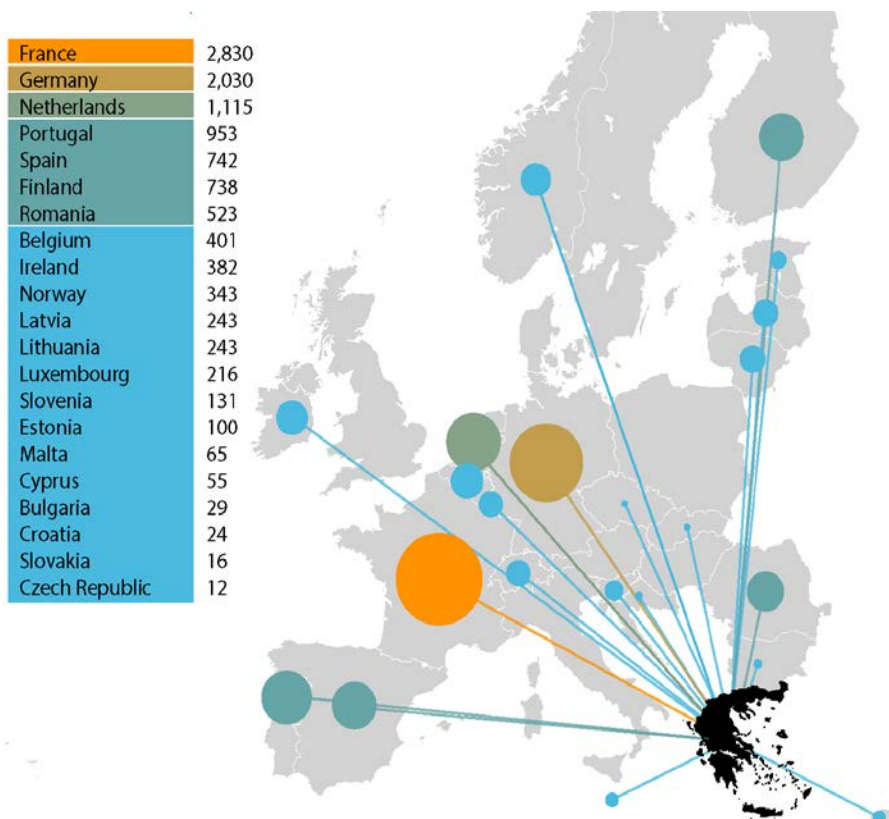 France 2,830
Germany 2,030
Netherlands 1,115
Portugal 953
Spain 742
Finland 738
Romania 523
Belgium 401
Ireland 382
Norway 343
Latvia 243
Lithuania 243
Luxembourg 216
Slovenia 131
Estonia 100
Malta 65
Cyprus 55
Bulgaria 29
Croatia 24
Slovakia 16
Czech Republic 12